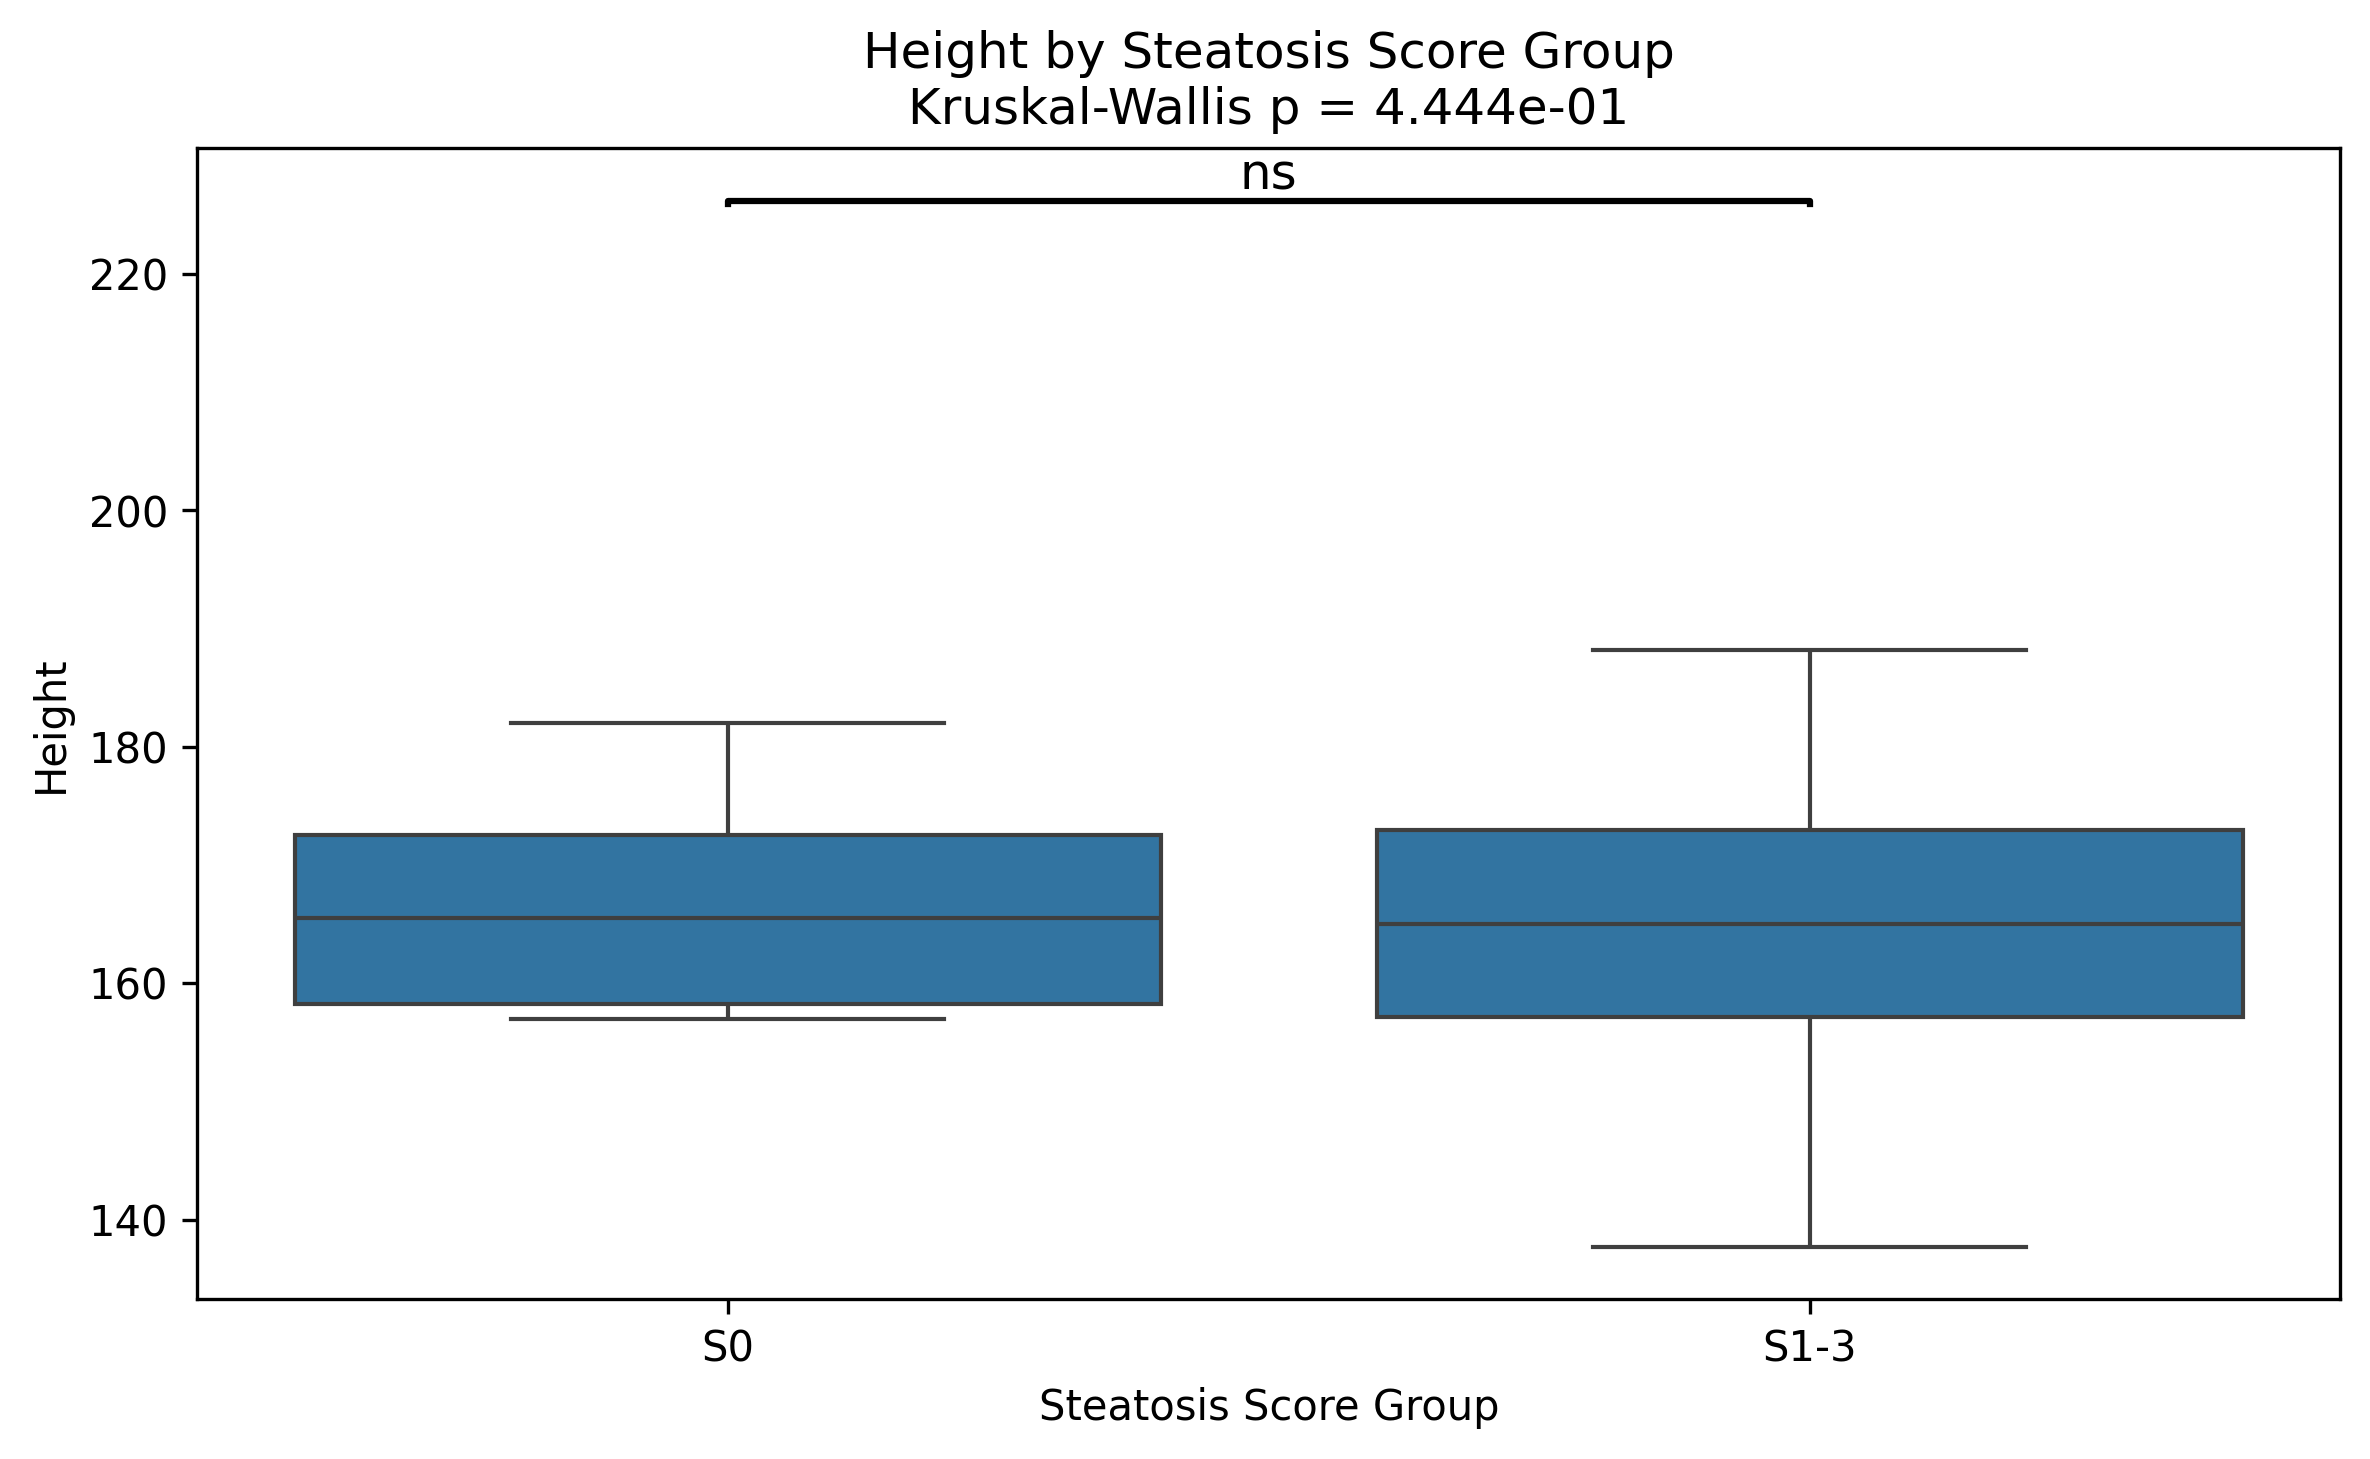 Height by Steatosis Score Group
Kruskal-Wallis p = 4.444e-01
ns
220
200
180
160
140
Height
S0
S1-3
Steatosis Score Group